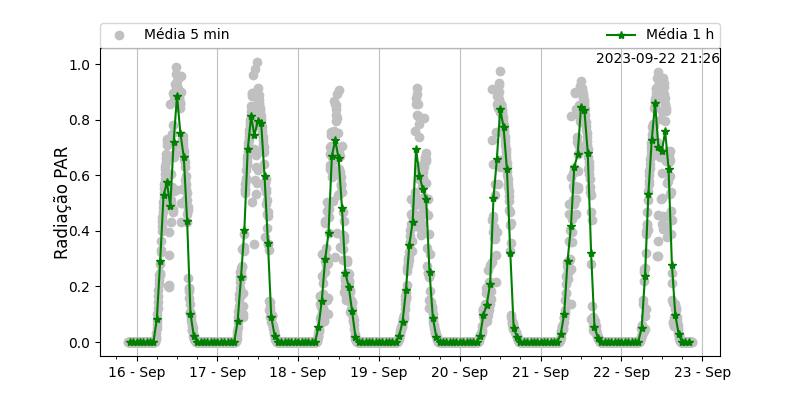 Média 5 min
Média 1 h
2023-09-22 21:26
1.0
0.8
0.6
0.4
0.2
0.0
Radiação PAR
16 - Sep
17 - Sep
18 - Sep
19 - Sep
20 - Sep
21 - Sep
22 - Sep
23 - Sep